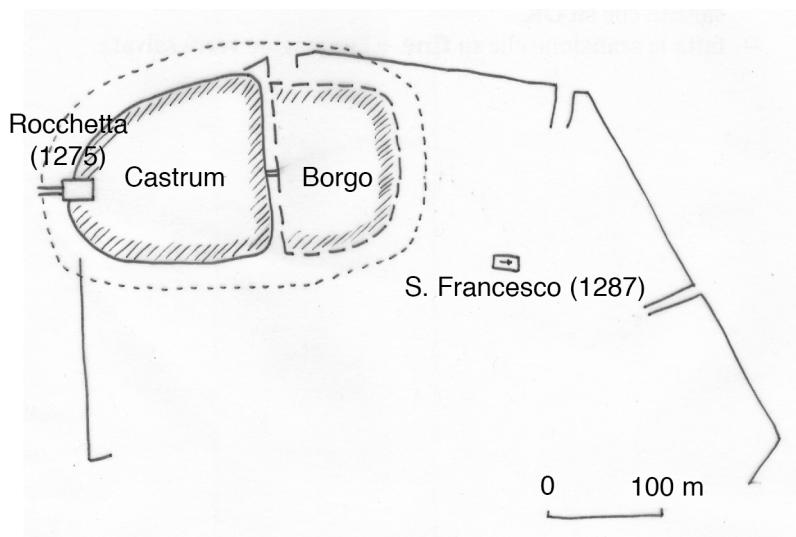 Rocchetta
(1275)
Castrum
Borgo
S. Francesco (1287)
0 100 m